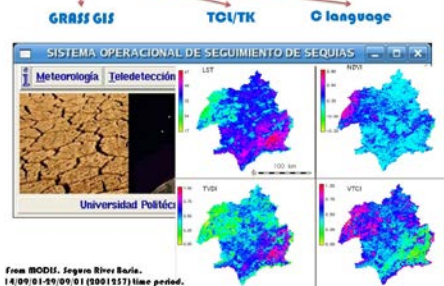 GRASS GIS TCL/TK C language
SISTEMA OPERACIONAL DE SEGUIMIENTO DE SEQUIAS
Meteorología Teledetección
Universidad Politéc
LST NDVI
100 km
TVDI VTCI
From MODIS. Segura River Basin.
14/09/01-29/09/01 (2001257) time period.